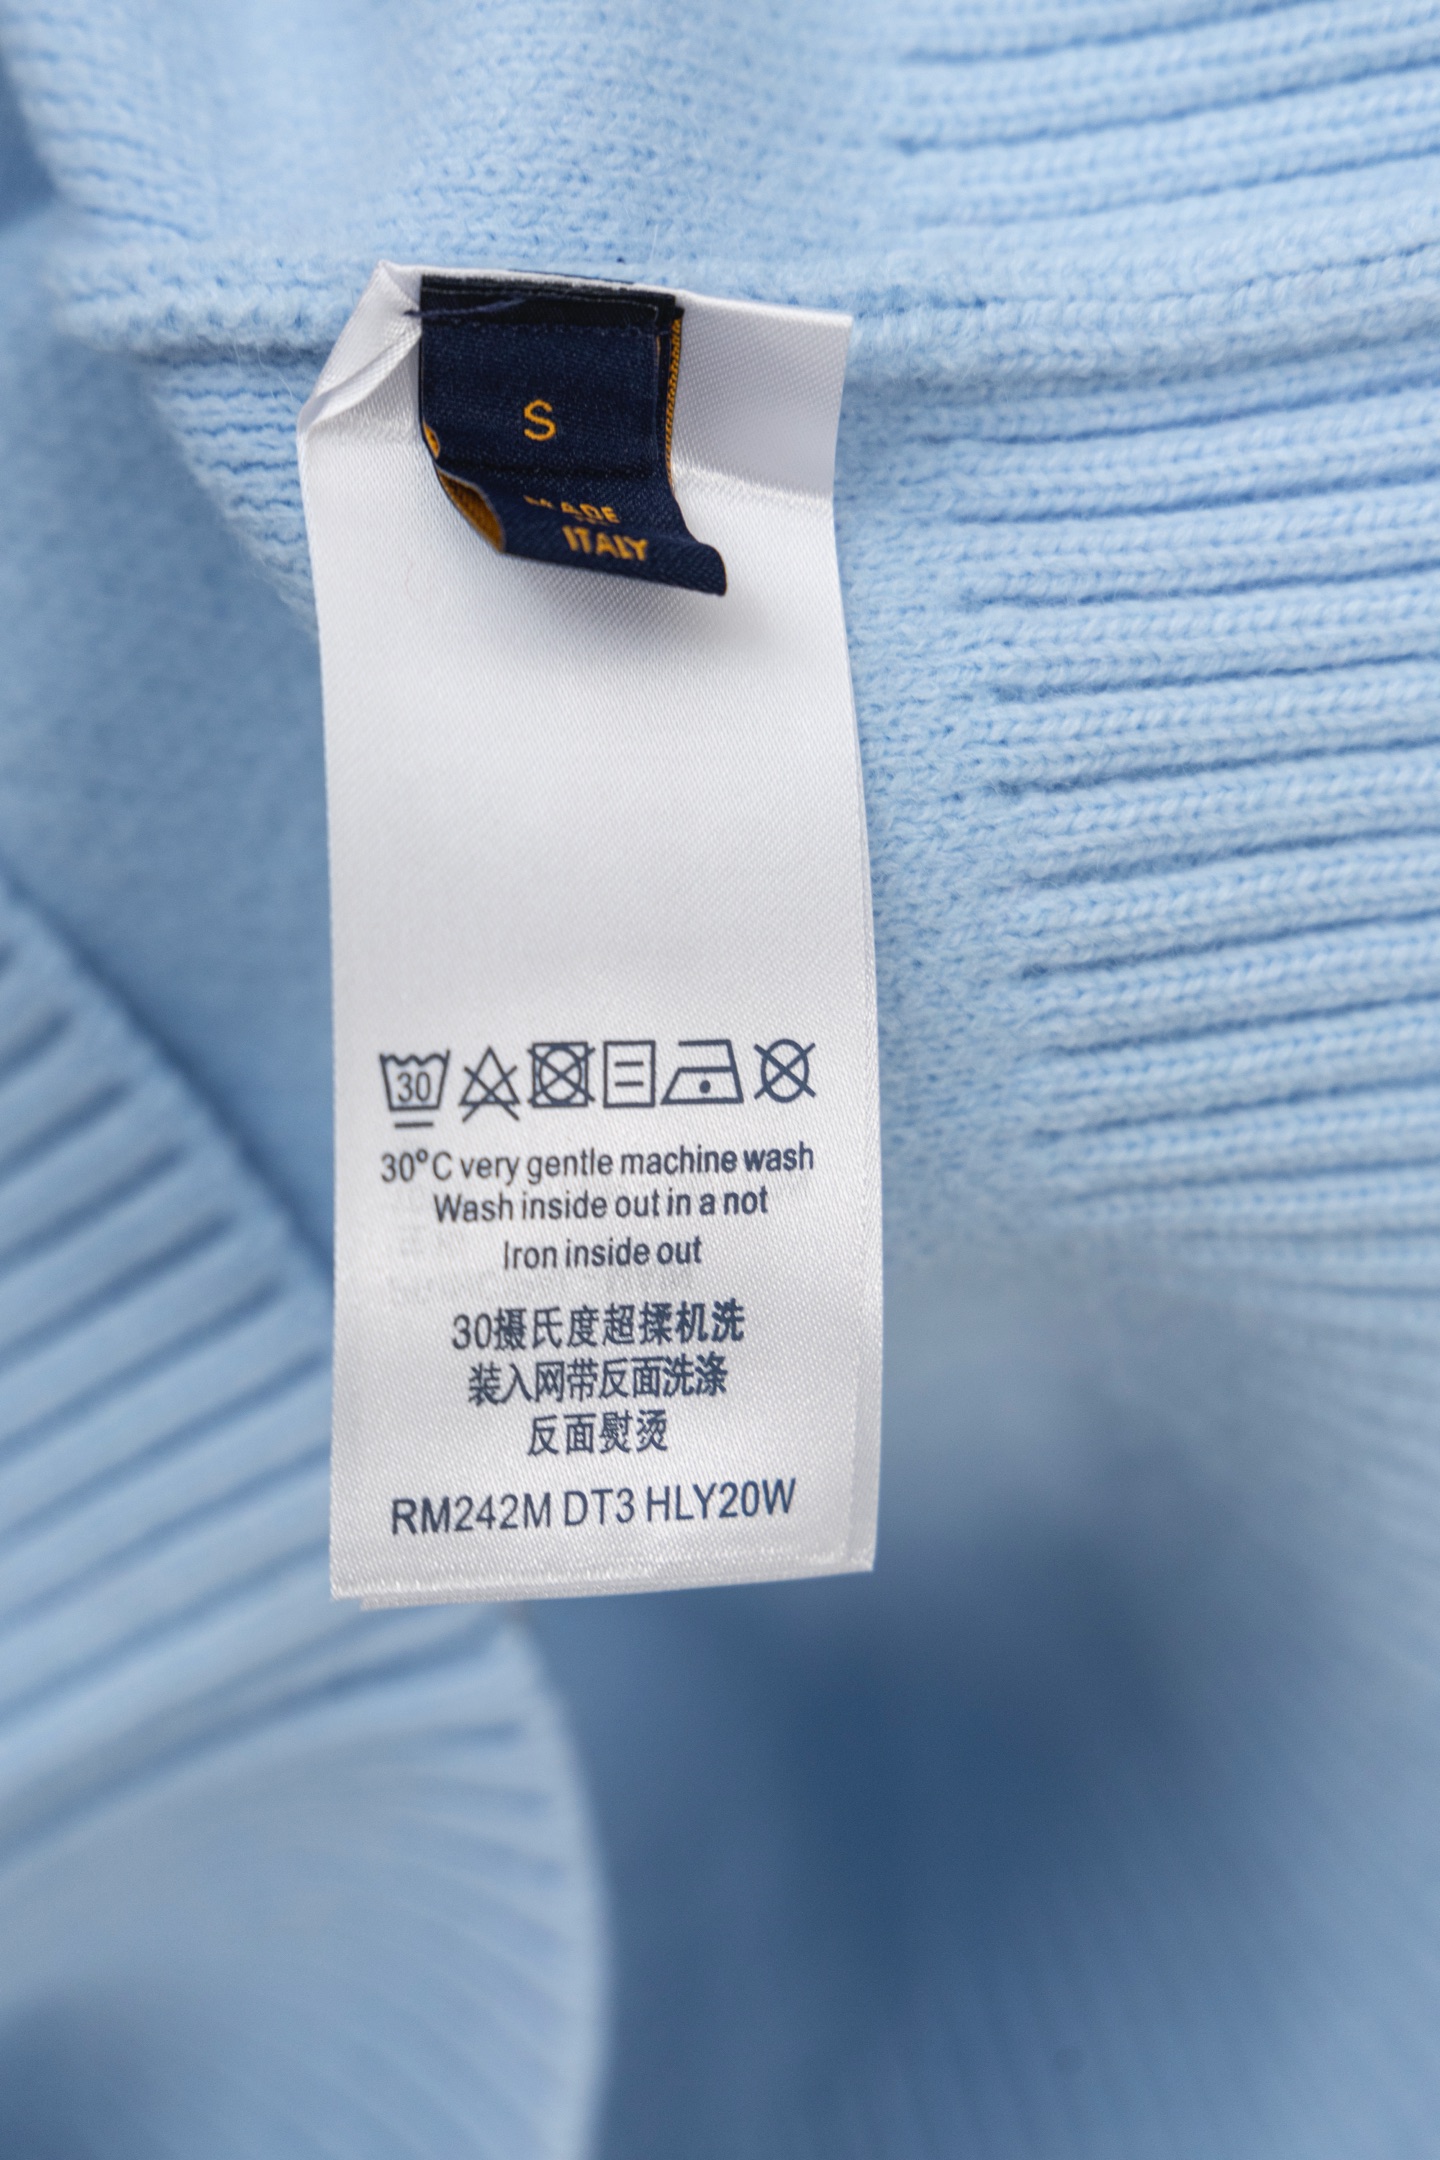 S
MADE
ITALY
30
30°C very gentle machine wash
Wash inside out in a not
Iron inside out
30摄氏度超揉机洗
装入网带反面洗涤
反面熨烫
RM242M DT3 HLY20W